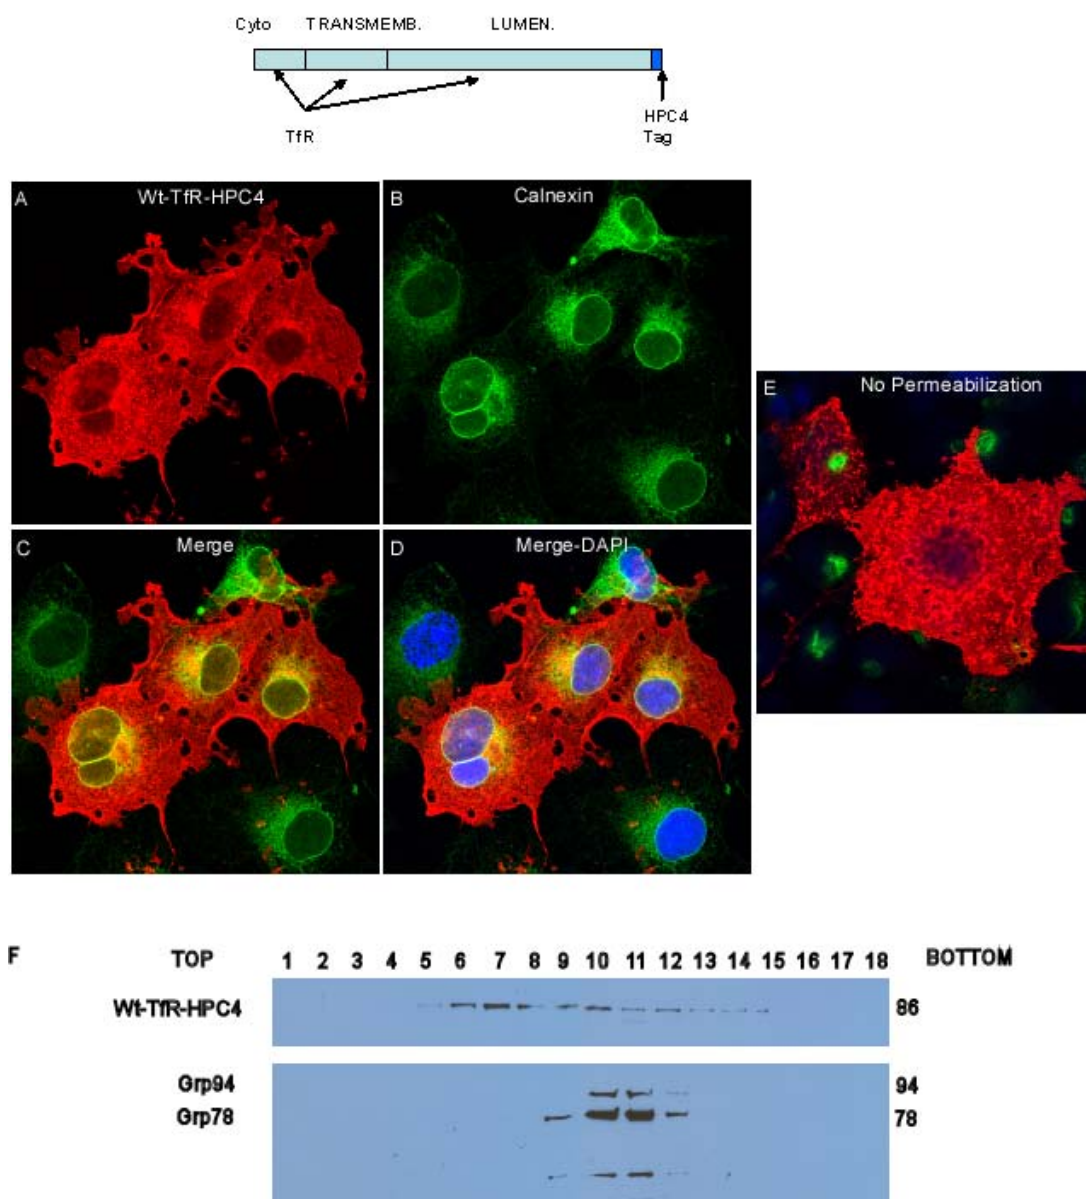 Cyto TRANSMEMB. LUMEN.
TfR
HPC4
Tag
A Wt-TfR-HPC4
B Calnexin
E No Permeabilization
C Merge
D Merge-DAPI
F TOP 1 2 3 4 5 6 7 8 9 10 11 12 13 14 15 16 17 18 BOTTOM
Wt-TfR-HPC4 86
Grp94 94
Grp78 78